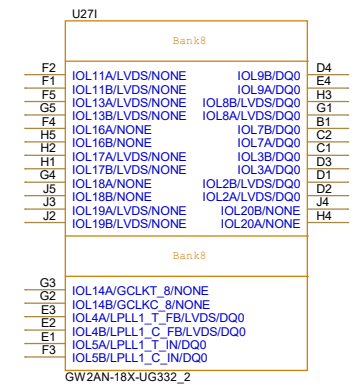 U27I
Bank8
F2 IOL11A/LVDS/NONE IOL9B/DQ0 D4
F1 IOL11B/LVDS/NONE IOL9A/DQ0 E4
F5 IOL13A/LVDS/NONE IOL8B/LVDS/DQ0 H3
G5 IOL13B/LVDS/NONE IOL8A/LVDS/DQ0 G1
F4 IOL16A/NONE IOL7B/DQ0 B1
H5 IOL16B/NONE IOL7A/DQ0 C2
H2 IOL17A/LVDS/NONE IOL3B/DQ0 C1
H1 IOL17B/LVDS/NONE IOL3A/DQ0 D3
G4 IOL18A/NONE IOL2B/LVDS/DQ0 D1
J5 IOL18B/NONE IOL2A/LVDS/DQ0 D2
J3 IOL19A/LVDS/NONE IOL20B/NONE J4
J2 IOL19B/LVDS/NONE IOL20A/NONE H4
Bank8
G3 IOL14A/GCLKT_8/NONE
G2 IOL14B/GCLKC_8/NONE
E3 IOL4A/LPLL1_T_FB/LVDS/DQ0
E2 IOL4B/LPLL1_C_FB/LVDS/DQ0
E1 IOL5A/LPLL1_T_IN/DQ0
F3 IOL5B/LPLL1_C_IN/DQ0
GW2AN-18X-UG332_2